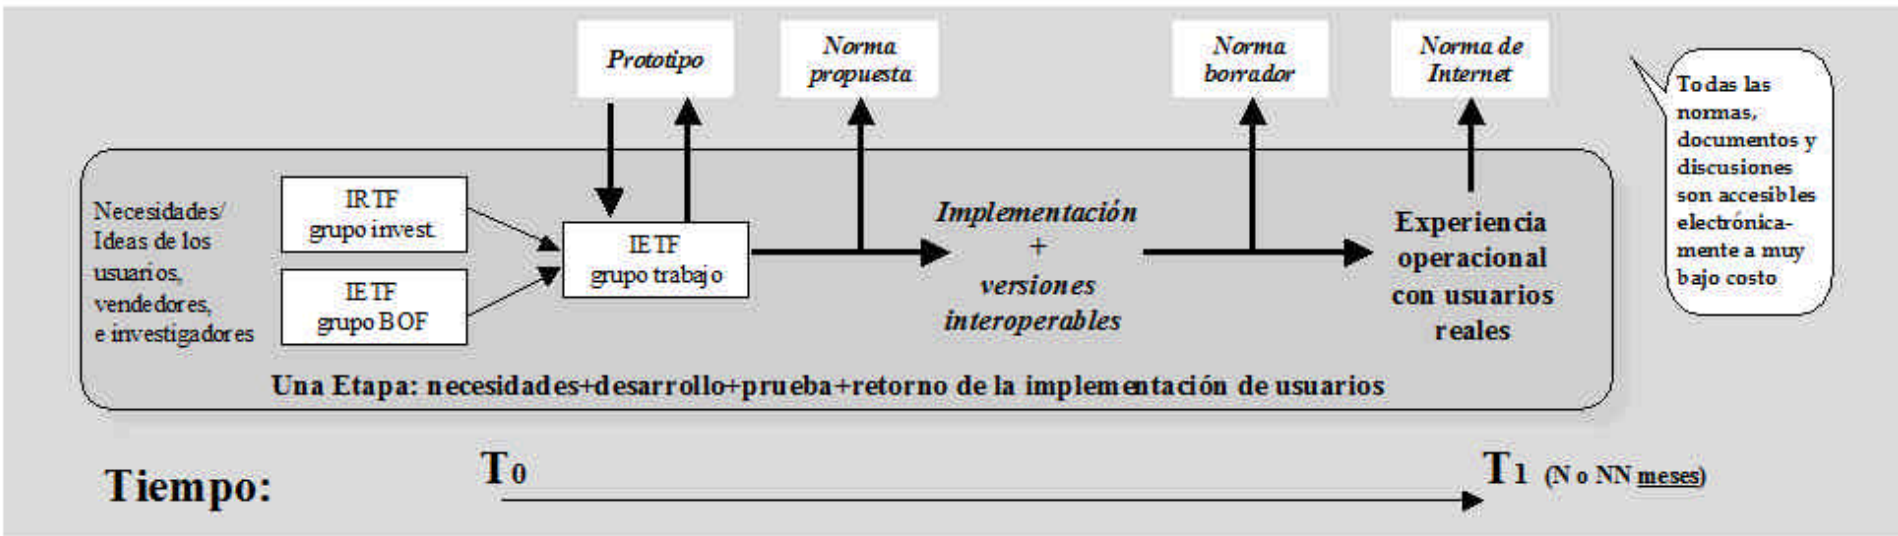 Prototipo
Norma
propuesta
Norma
borrador
Norma de
Internet
Todas las
normas,
documentos y
discusiones
son accesibles
electrónica-
mente a muy
bajo costo
Necesidades/
Ideas de los
usuarios,
vendedores,
e investigadores
IRTF
grupo invest.
IETF
grupo BOF
IETF
grupo trabajo
Implementación
+
versiones
interoperables
Experiencia
operacional
con usuarios
reales
Una Etapa: necesidades+desarrollo+prueba+retorno de la implementación de usuarios
Tiempo:
T0
T1 (N o NN meses)